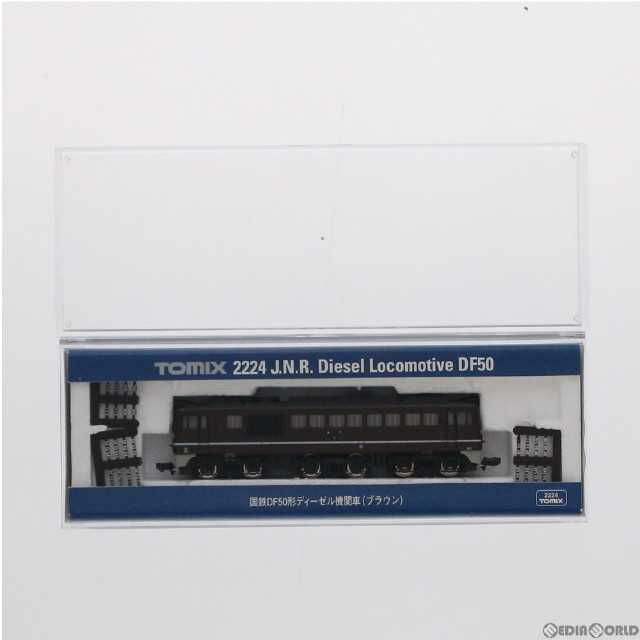 TOMIX 2224 J.N.R. Diesel Locomotive DF50
国鉄DF50形ディーゼル機関車(ブラウン)
2224
TOMIX
MEDIAWORLD